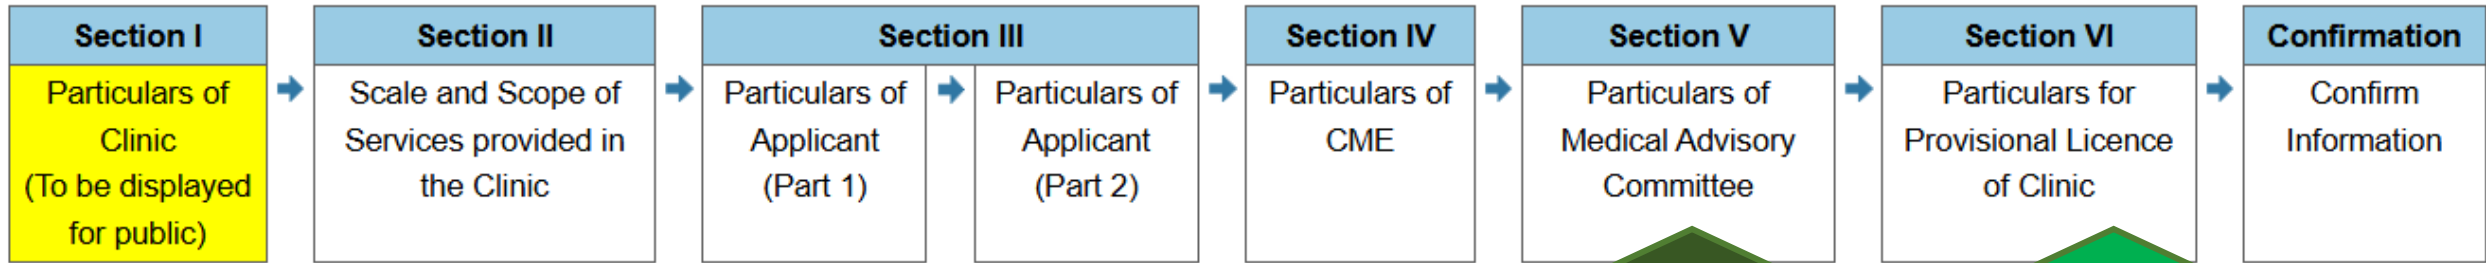 Section I
Particulars of
Clinic
(To be displayed
for public)
Section II
Scale and Scope of
Services provided in
the Clinic
Section III
Particulars of
Applicant
(Part 1)
Particulars of
Applicant
(Part 2)
Section IV
Particulars of
CME
Section V
Particulars of
Medical Advisory
Committee
Section VI
Particulars for
Provisional Licence
of Clinic
Confirmation
Confirm
Information